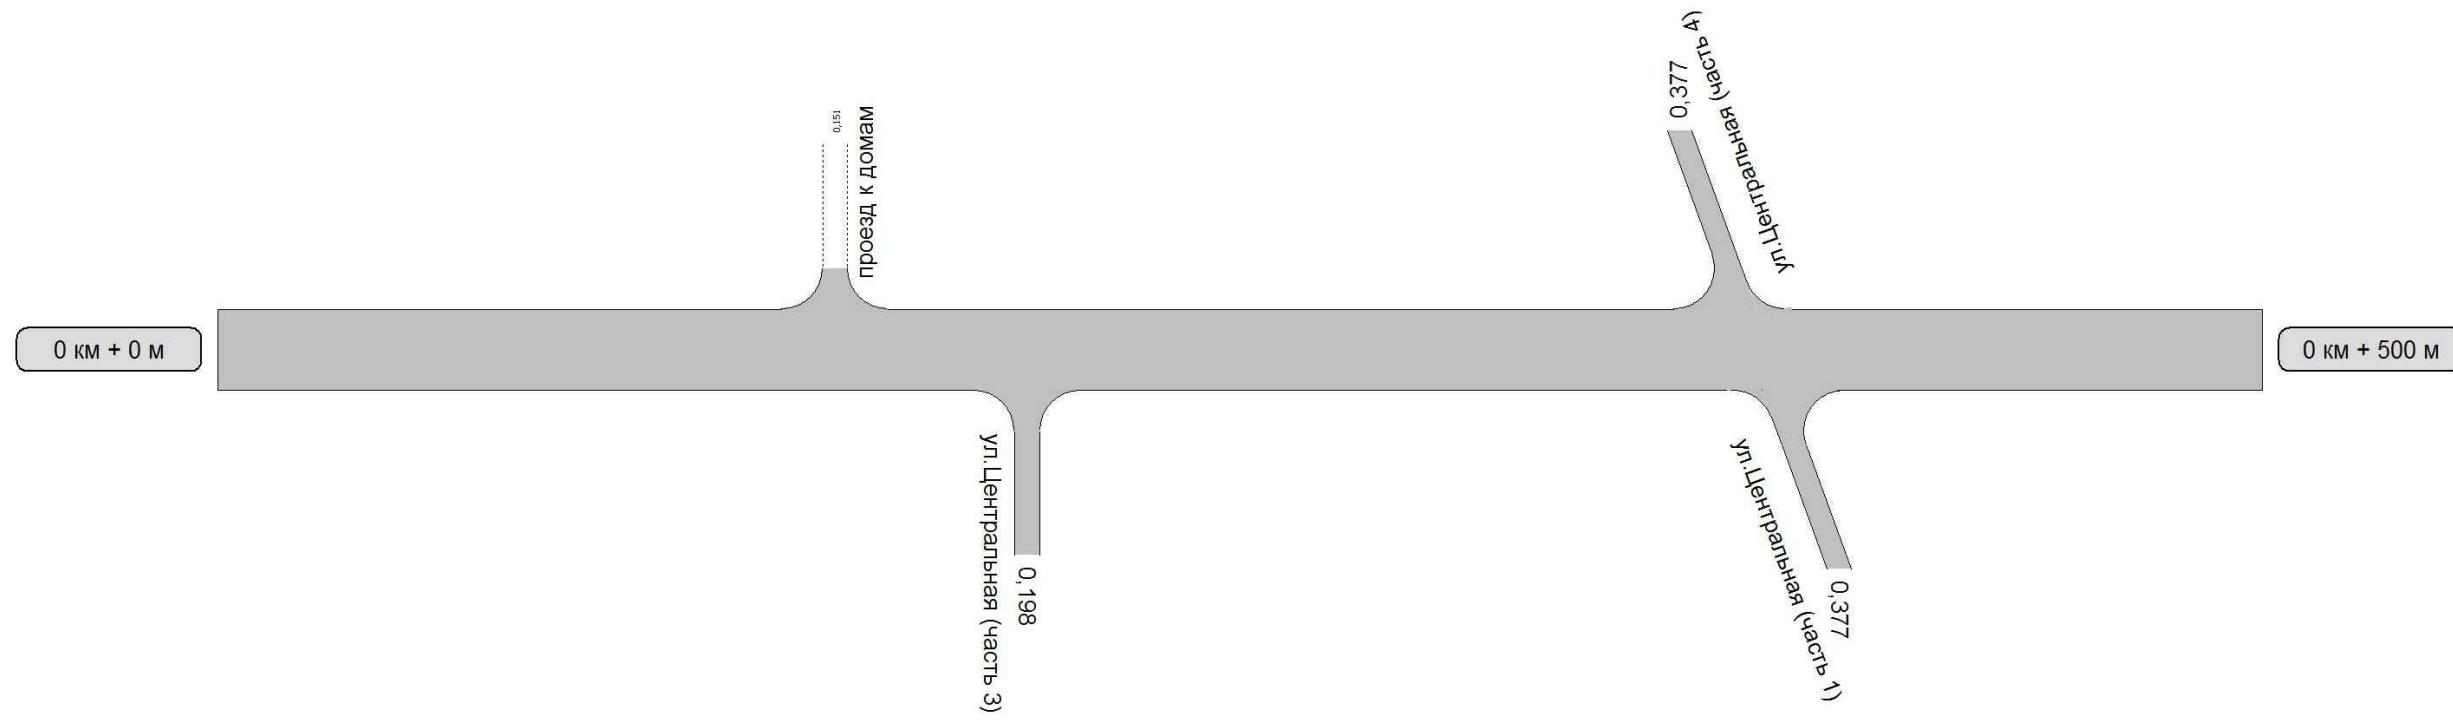 ул.Центральная (часть 4)
0,377
0,151
проезд к домам
0 км + 0 м
0 км + 500 м
ул.Центральная (часть 3)
0,198
ул.Центральная (часть 1)
0,377